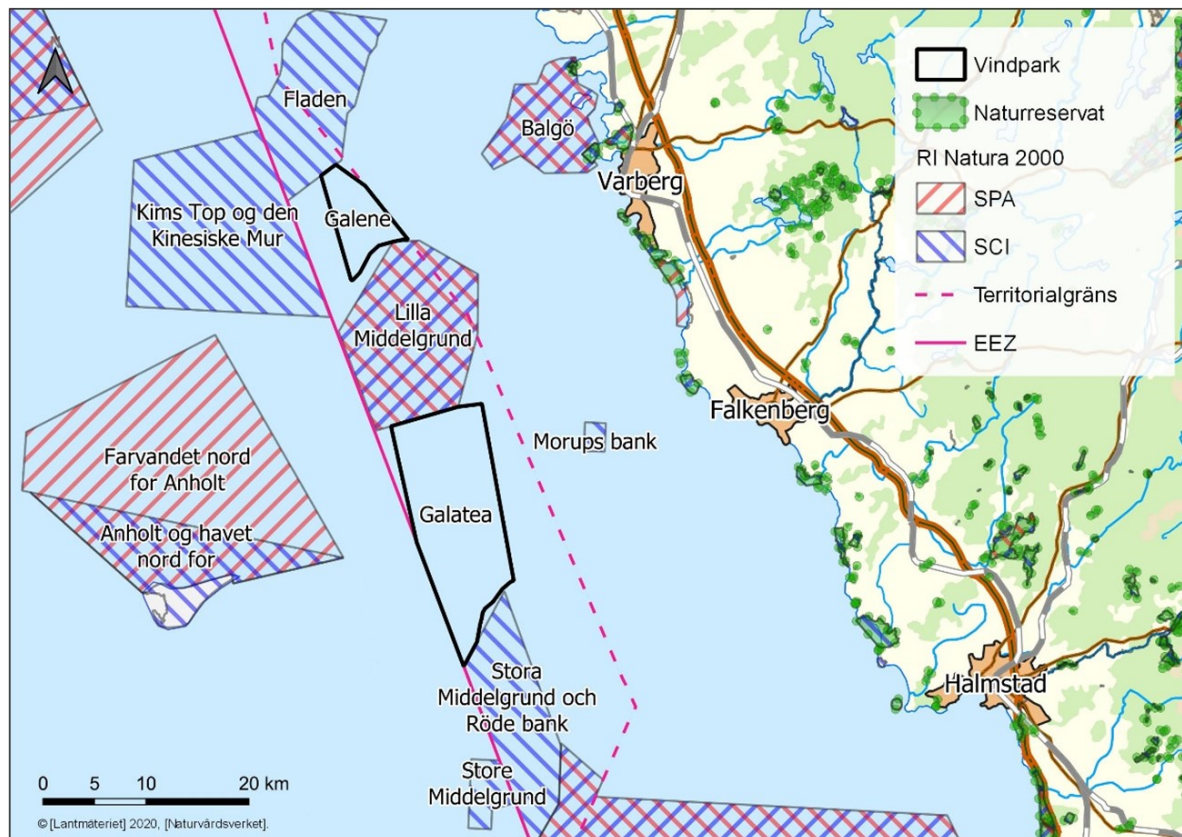 Fladen
Balgö
Varberg
Kims Top og den
Kinesiske Mur
Galene
Lilla
Middelgrund
Falkenberg
Morups bank
Farvandet nord
for Anholt
Galatea
Anholt og havet
nord for
Stora
Middelgrund och
Röde bank
Halmstad
Store
Middelgrund
Vindpark
Naturreservat
RI Natura 2000
SPA
SCI
Territorialgräns
EEZ
0 5 10 20 km
© [Lantmäteriet] 2020, [Naturvårdsverket].